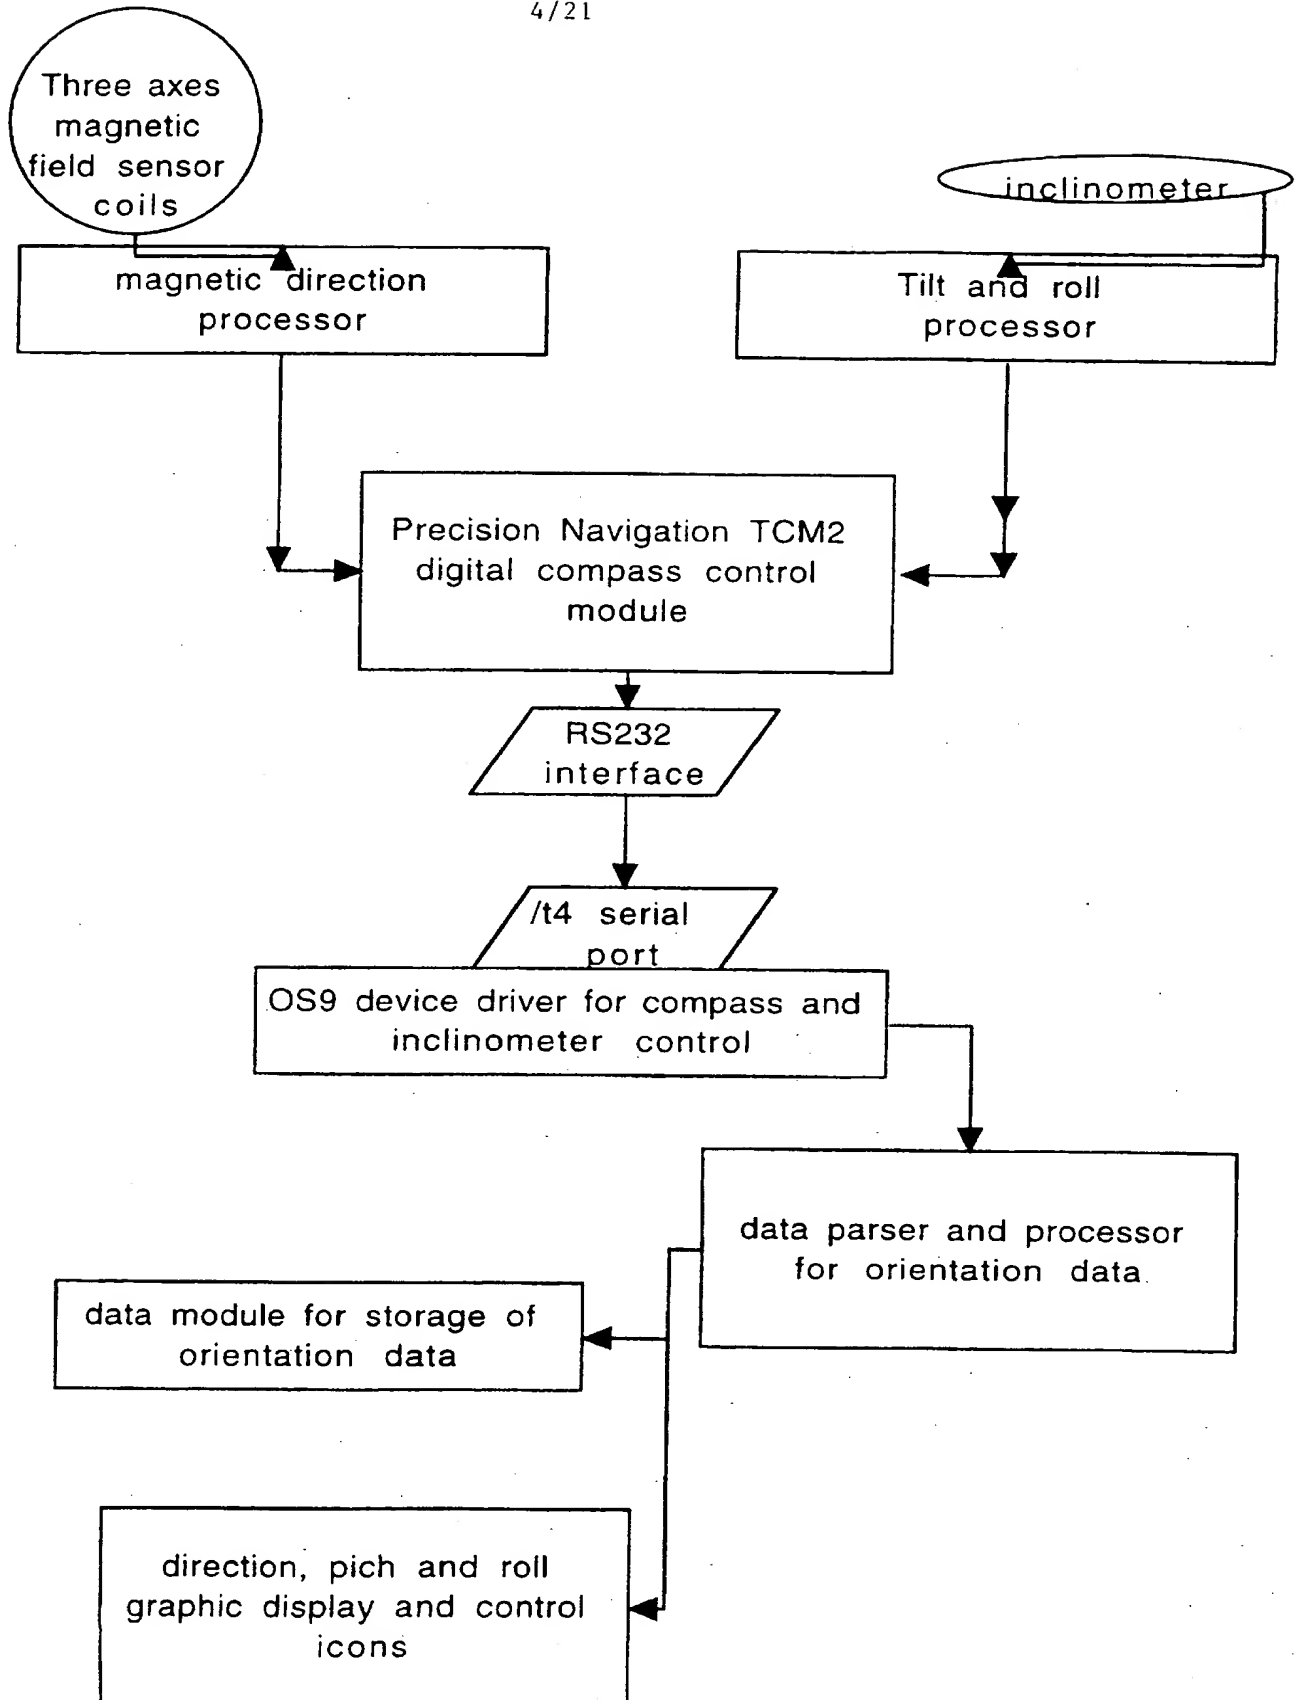 4/21
Three axes
magnetic
field sensor
coils
inclinometer
magnetic direction
processor
Tilt and roll
processor
Precision Navigation TCM2
digital compass control
module
RS232
interface
/t4 serial
port
OS9 device driver for compass and
inclinometer control
data parser and processor
for orientation data
data module for storage of
orientation data
direction, pich and roll
graphic display and control
icons